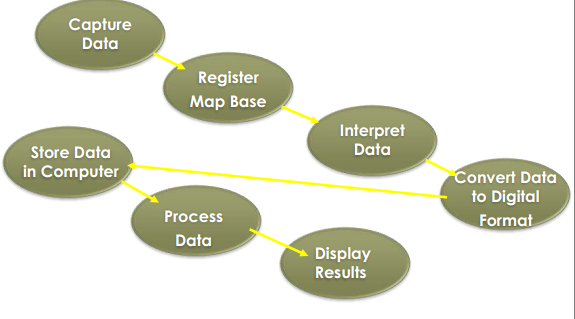 Capture
Data
Register
Map Base
Interpret
Data
Convert Data
to Digital
Format
Store Data
in Computer
Process
Data
Display
Results